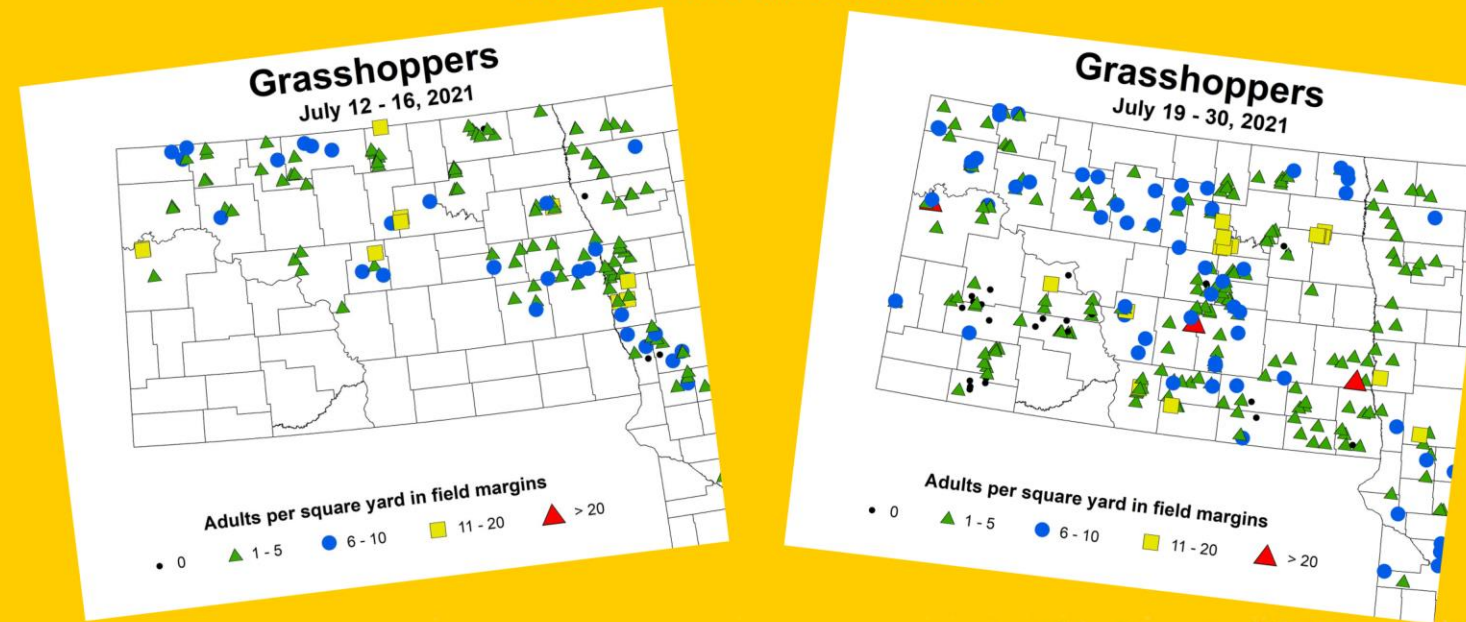 Grasshoppers
July 12 - 16, 2021
Adults per square yard in field margins
0
1 - 5
6 - 10
11 - 20
> 20
Grasshoppers
July 19 - 30, 2021
Adults per square yard in field margins
0
1 - 5
6 - 10
11 - 20
> 20